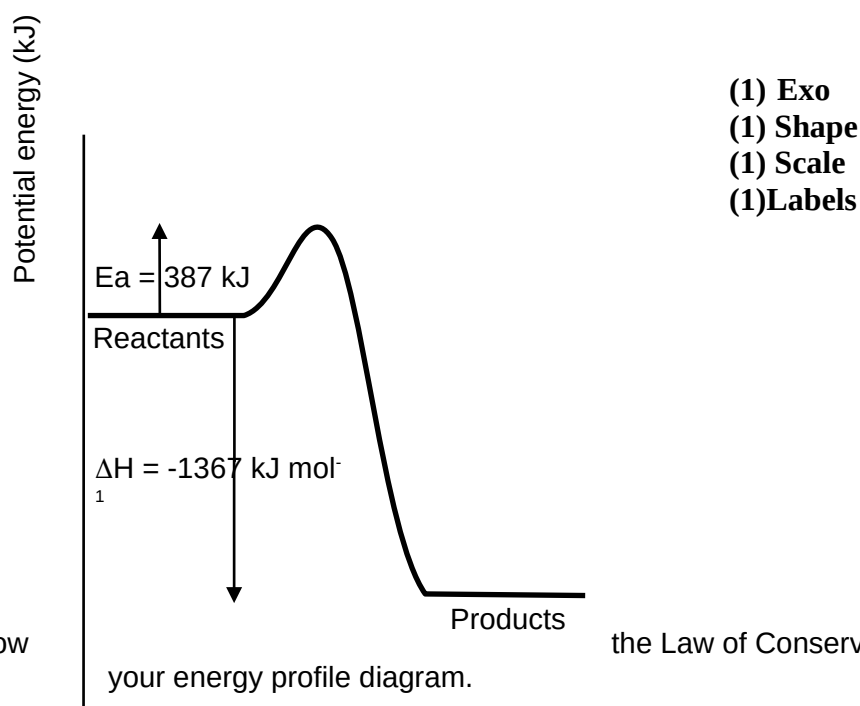 Potential energy (kJ)
(1) Exo
(1) Shape
(1) Scale
(1)Labels
Ea = 387 kJ
Reactants
ΔH = -1367 kJ mol-
1
Products
ow
the Law of Conserv
your energy profile diagram.